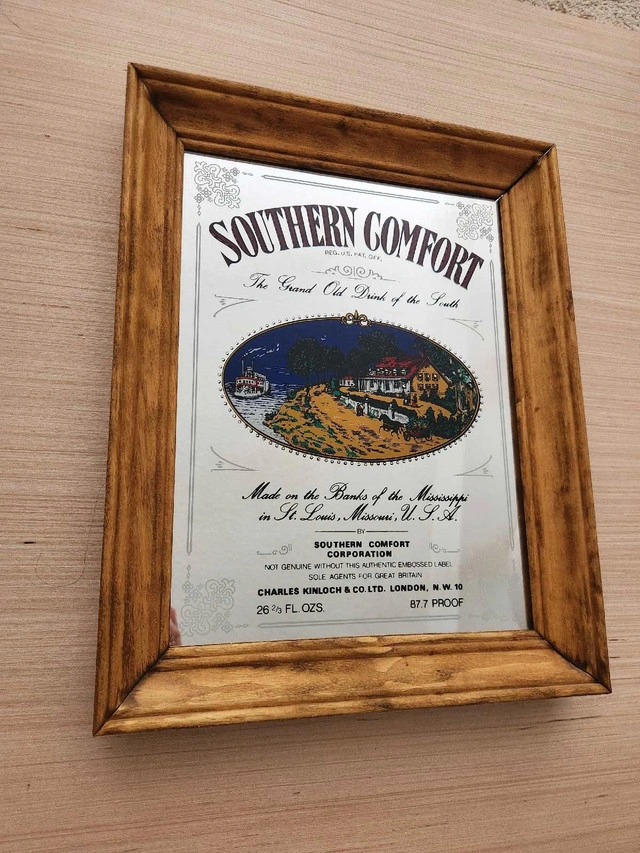 SOUTHERN COMFORT
REG. U.S. PAT. OFF.
The Grand Old Drink of the South
Made on the Banks of the Mississippi
in St. Louis, Missouri, U.S.A.
BY
SOUTHERN COMFORT
CORPORATION
NOT GENUINE WITHOUT THIS AUTHENTIC EMBOSSED LABEL
SOLE AGENTS FOR GREAT BRITAIN
CHARLES KINLOCH & CO. LTD. LONDON, N.W. 10
26 2/3 FL. OZS. 87.7 PROOF